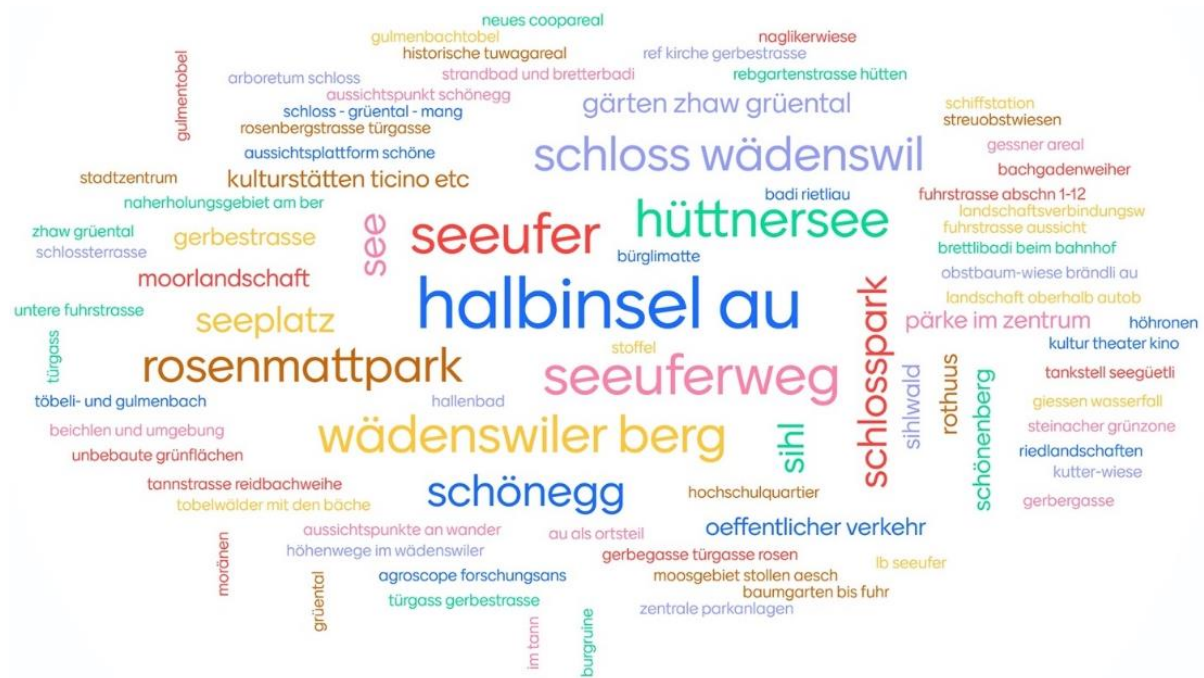 neues coopareal
gulmenbachtobel
naglikerwiese
historische tuwagareal
ref kirche gerbestrasse
gulmentobel
arboretum schloss
strandbad und bretterbadi
rebgartenstrasse hütten
aussichtspunkt schönegg
gärten zhaw grüental
schiffstation
schloss - grüental - mang
streuobstwiesen
rosenbergstrasse türgasse
gessner areal
aussichtsplattform schöne
schloss wädenswil
bachgadenweiher
stadtzentrum
kulturstätten ticino etc
badi rietliau
fuhrstrasse abschn 1-12
naherholungsgebiet am ber
landschaftsverbindungsw
see
seeufer
hüttnersee
fuhrstrasse aussicht
zhaw grüental
gerbestrasse
brettlibadi beim bahnhof
schlossterrasse
bürglimatte
moorlandschaft
obstbaum-wiese brändli au
halbinsel au
schlosspark
landschaft oberhalb autob
untere fuhrstrasse
seeplatz
pärke im zentrum
höhronen
türgass
stoffel
kultur theater kino
rosenmattpark
seeuferweg
sihlwald
rothuus
schönenberg
tankstell seegüetli
töbeli- und gulmenbach
hallenbad
giessen wasserfall
beichlen und umgebung
wädenswiler berg
sihl
steinacher grünzone
unbebaute grünflächen
riedlandschaften
kutter-wiese
tannstrasse reidbachweihe
schönegg
hochschulquartier
gerbergasse
tobelwälder mit den bäche
aussichtspunkte an wander
au als ortsteil
oeffentlicher verkehr
moränen
höhenwege im wädenswiler
gerbegasse türgasse rosen
lb seeufer
grüental
agroscope forschungsans
moosgebiet stollen aesch
baumgarten bis fuhr
türgass gerbestrasse
zentrale parkanlagen
im tann
burgruine